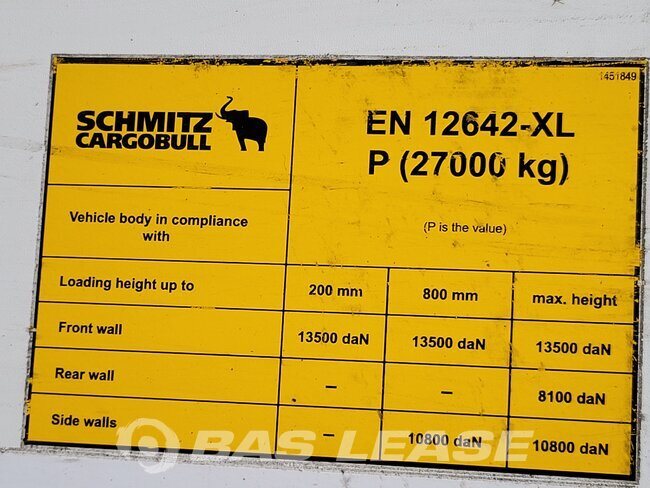 1451849
SCHMITZ
CARGOBULL
EN 12642-XL
P (27000 kg)
(P is the value)
Vehicle body in compliance
with
Loading height up to 200 mm 800 mm max. height
Front wall 13500 daN 13500 daN 13500 daN
Rear wall – – 8100 daN
Side walls – 10800 daN 10800 daN
BAS LEASE